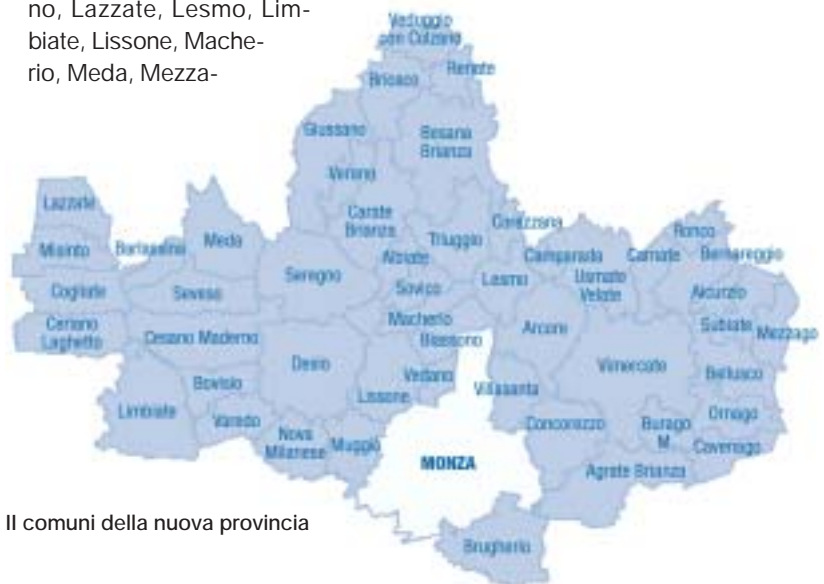 no, Lazzate, Lesmo, Lim-
biate, Lissone, Mache-
rio, Meda, Mezza-
Veduggio
con Colzano
Renate
Briosco
Giussano
Besana
Brianza
Verano
Lazzate
Carate
Brianza
Correzzana
Ronco
Misinto
Barlassina
Meda
Triuggio
Camparada
Carnate
Bernareggio
Albiate
Seregno
Lesmo
Usmate
Velate
Cogliate
Seveso
Sovico
Aicurzio
Ceriano
Laghetto
Macherio
Sulbiate
Mezzago
Cesano Maderno
Biassono
Arcore
Desio
Vimercate
Bellusco
Bovisio
Vedano
Villasanta
Limbiate
Lissone
Ornago
Varedo
Concorezzo
Burago
M.
Nova
Milanese
Muggiò
Cavenago
MONZA
Agrate Brianza
Il comuni della nuova provincia
Brugherio